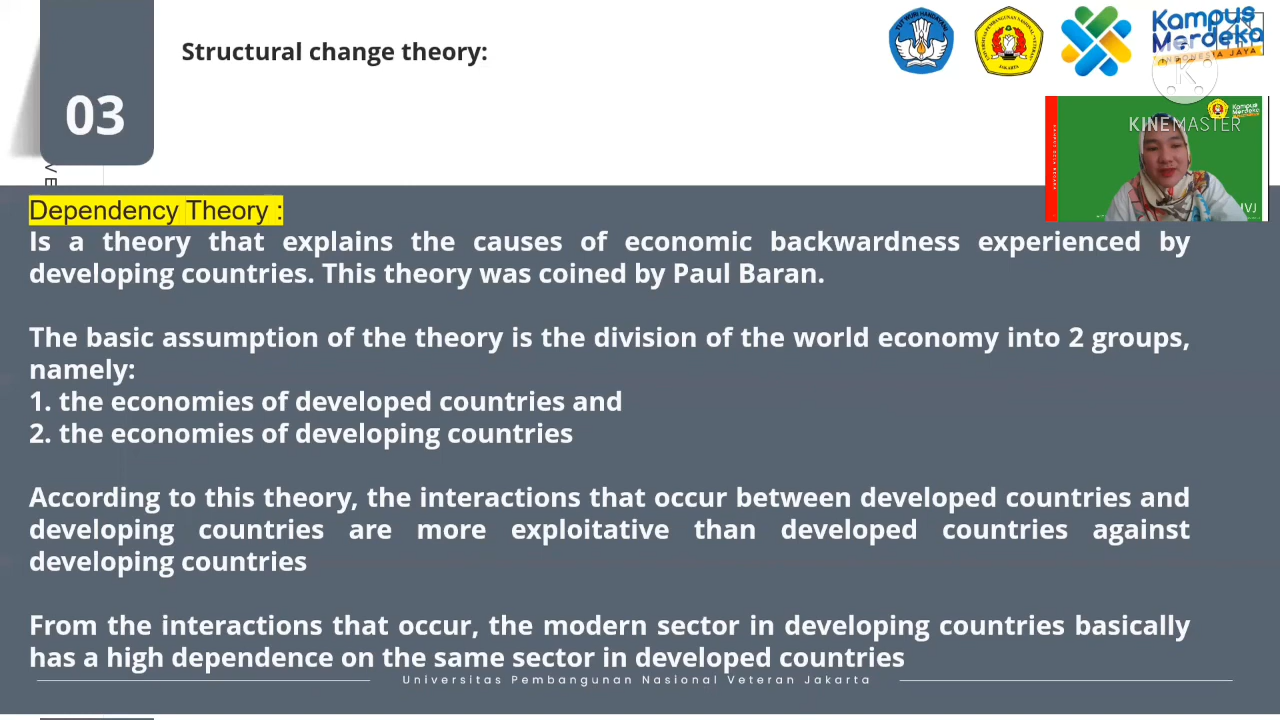 Structural change theory:
03
Kampus
Merdeka
INDONESIA JAYA
KINEMASTER
Dependency Theory :
Is a theory that explains the causes of economic backwardness experienced by
developing countries. This theory was coined by Paul Baran.
The basic assumption of the theory is the division of the world economy into 2 groups,
namely:
1. the economies of developed countries and
2. the economies of developing countries
According to this theory, the interactions that occur between developed countries and
developing countries are more exploitative than developed countries against
developing countries
From the interactions that occur, the modern sector in developing countries basically
has a high dependence on the same sector in developed countries
Universitas Pembangunan Nasional Veteran Jakarta